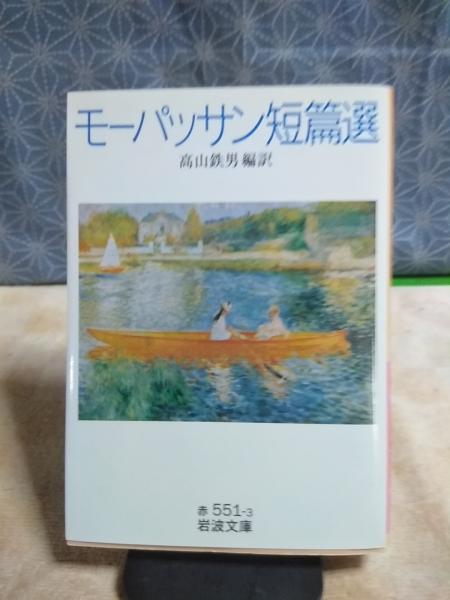 モーパッサン短篇選
高山鉄男編訳
赤 551-3
岩波文庫